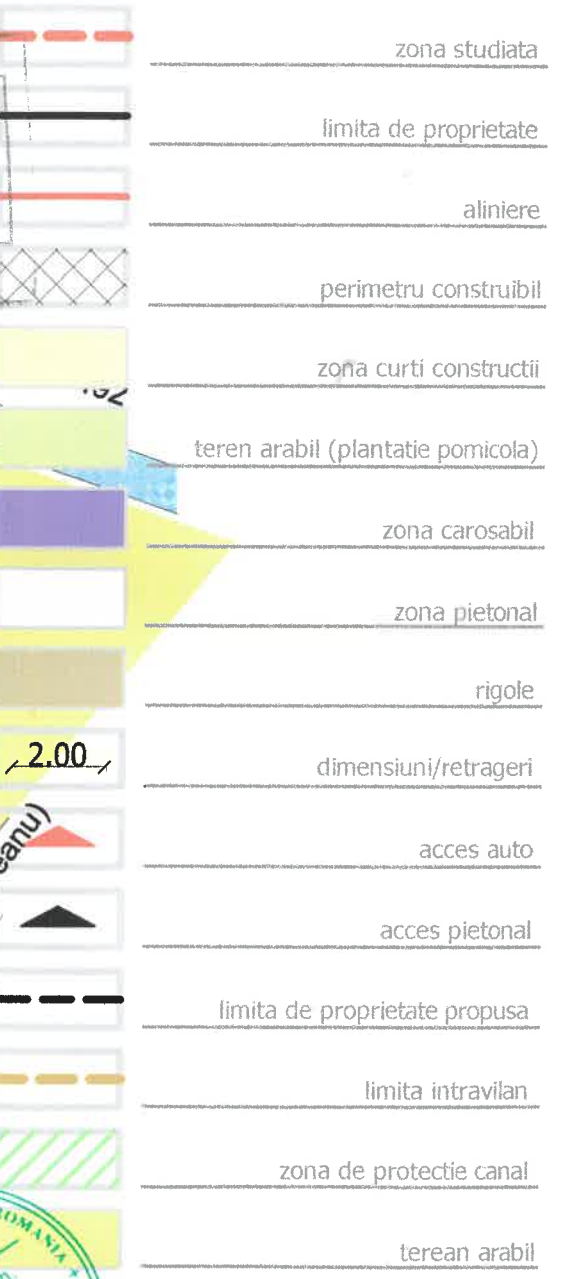 zona studiata
limita de proprietate
aliniere
perimetru construibil
zona curti constructii
teren arabil (plantatie pomicola)
zona carosabil
zona pietonal
rigole
2.00
dimensiuni/retrageri
eanu)
acces auto
acces pietonal
limita de proprietate propusa
limita intravilan
zona de protectie canal
ROMANIA
terean arabil